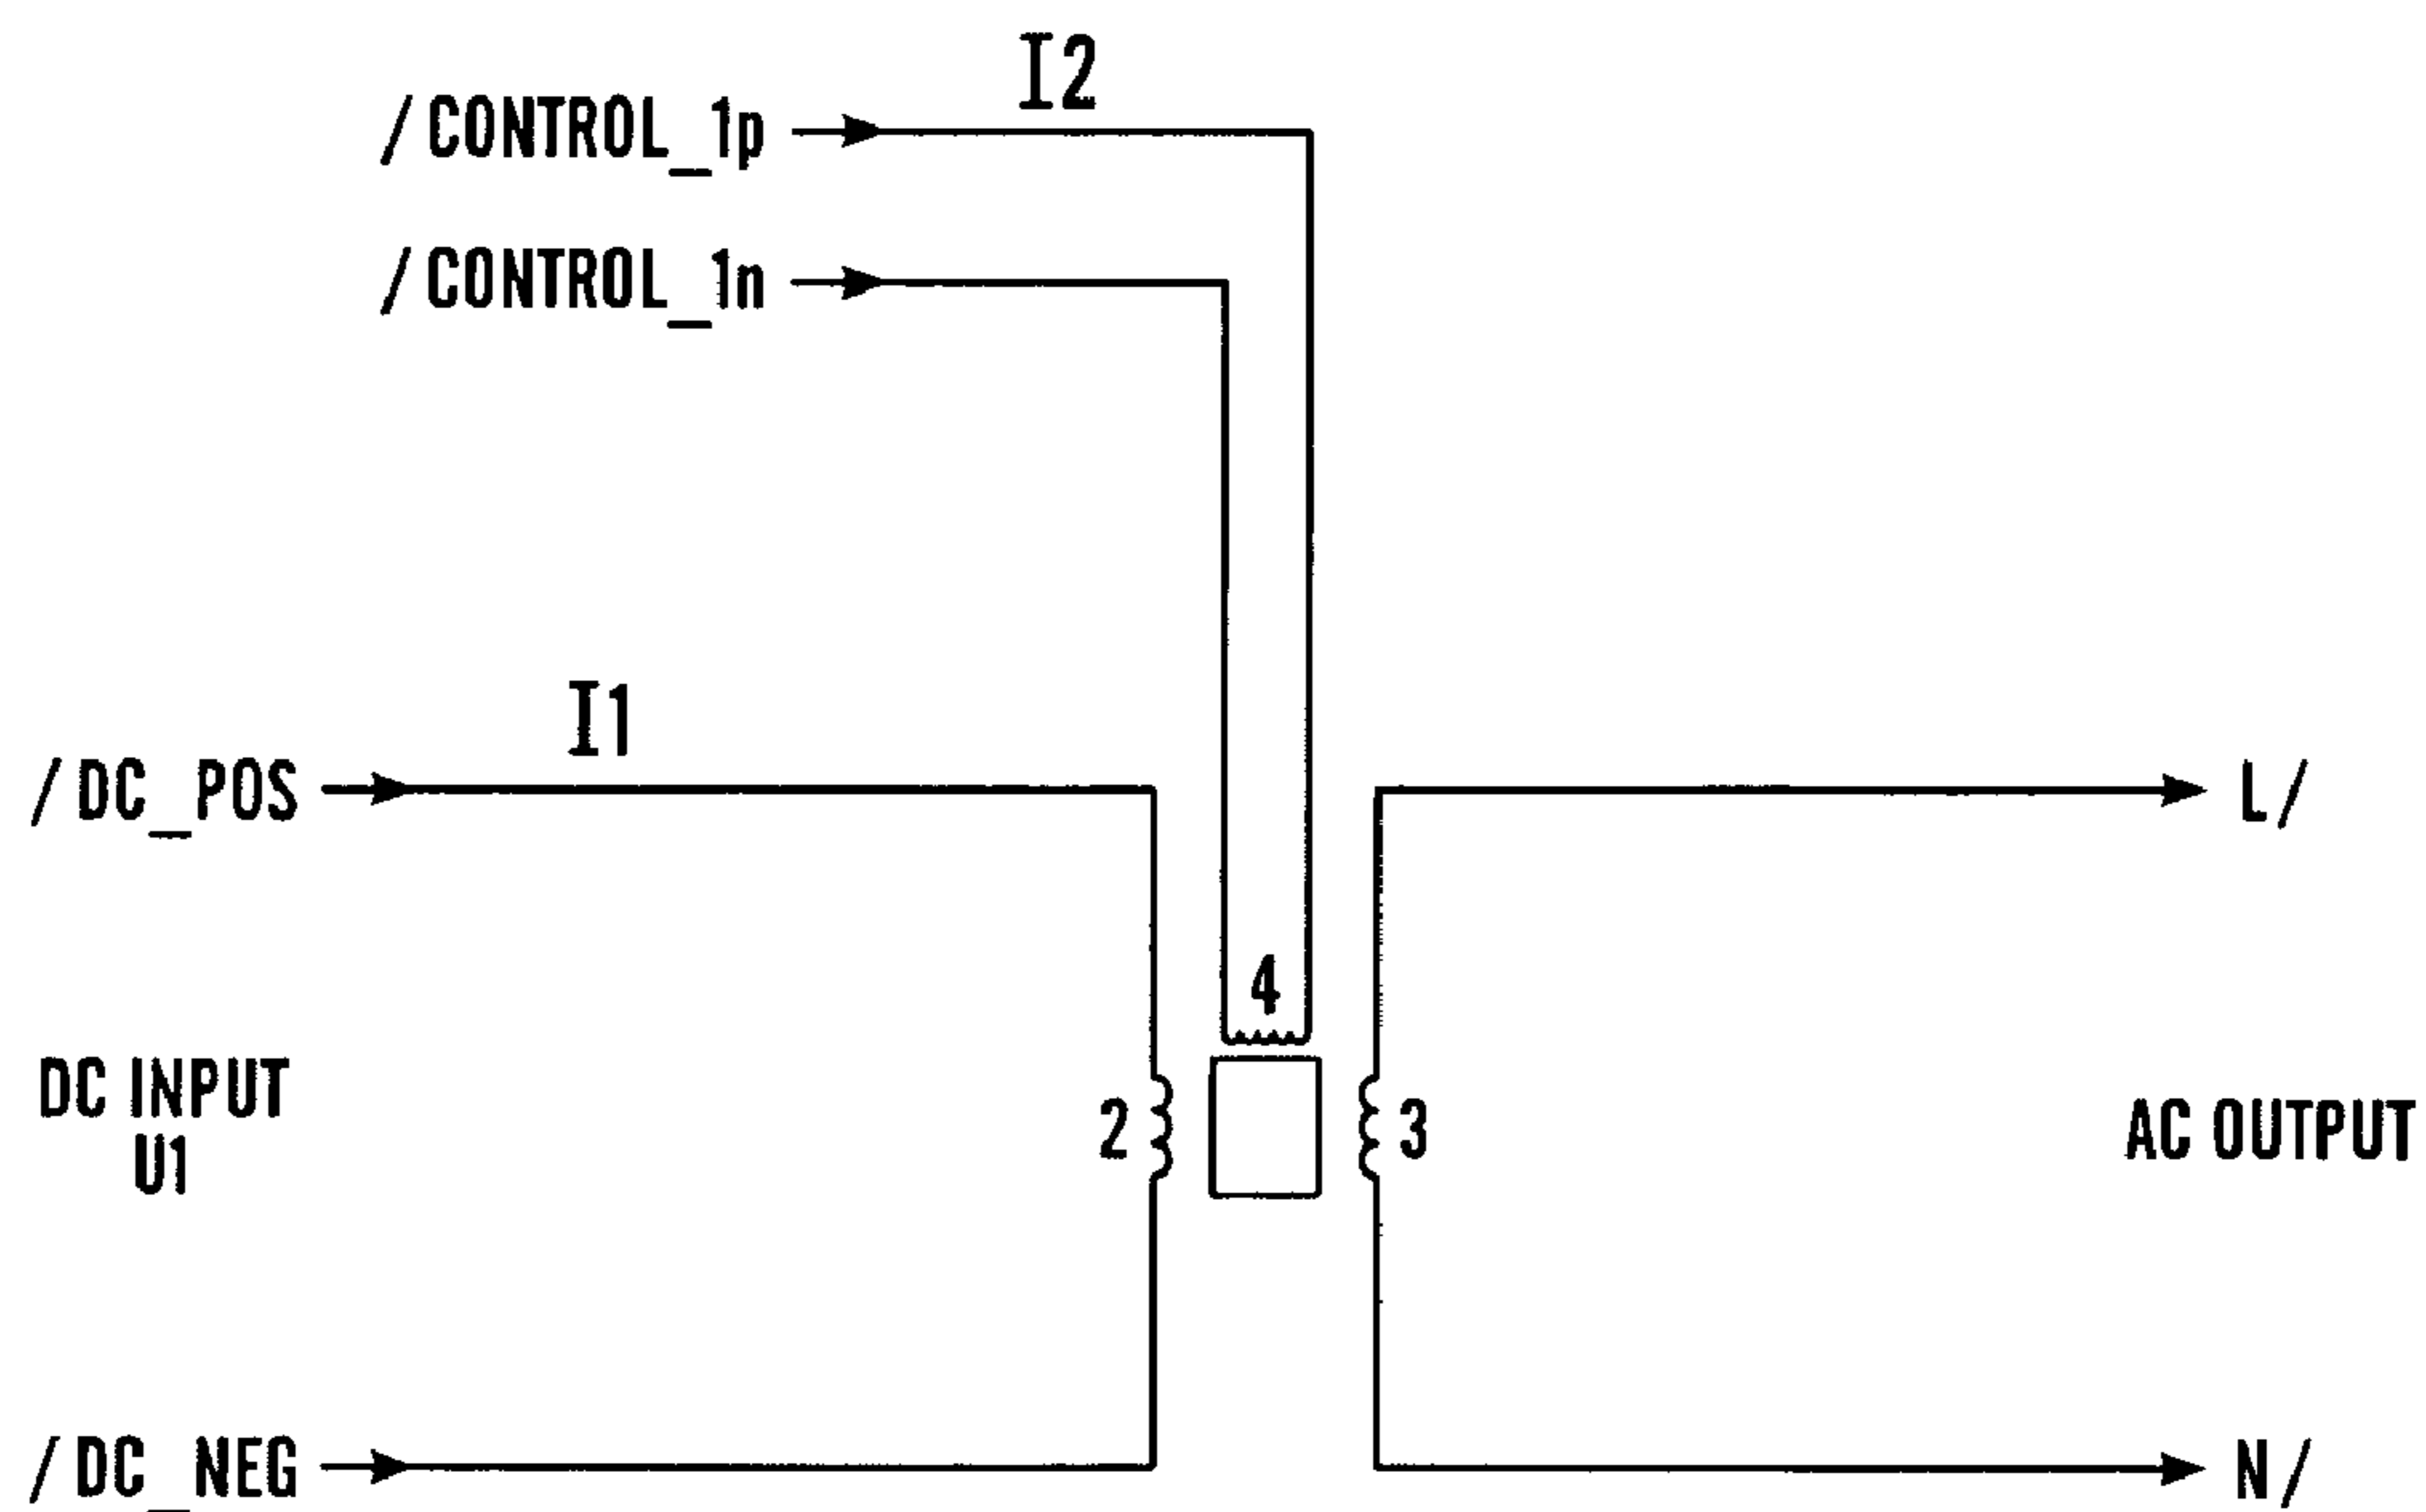 I2
/CONTROL_1p
/CONTROL_1n
I1
/DC_POS
L/
4
DC INPUT
U1
2
3
AC OUTPUT
/DC_NEG
N/